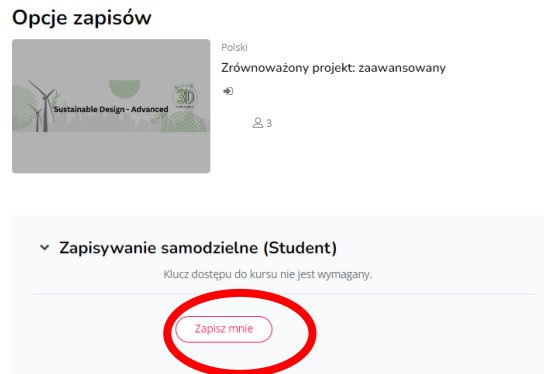 Opcje zapisów
Polski
Zrównoważony projekt: zaawansowany
Sustainable Design - Advanced
3D
3
Zapisywanie samodzielne (Student)
Klucz dostępu do kursu nie jest wymagany.
Zapisz mnie